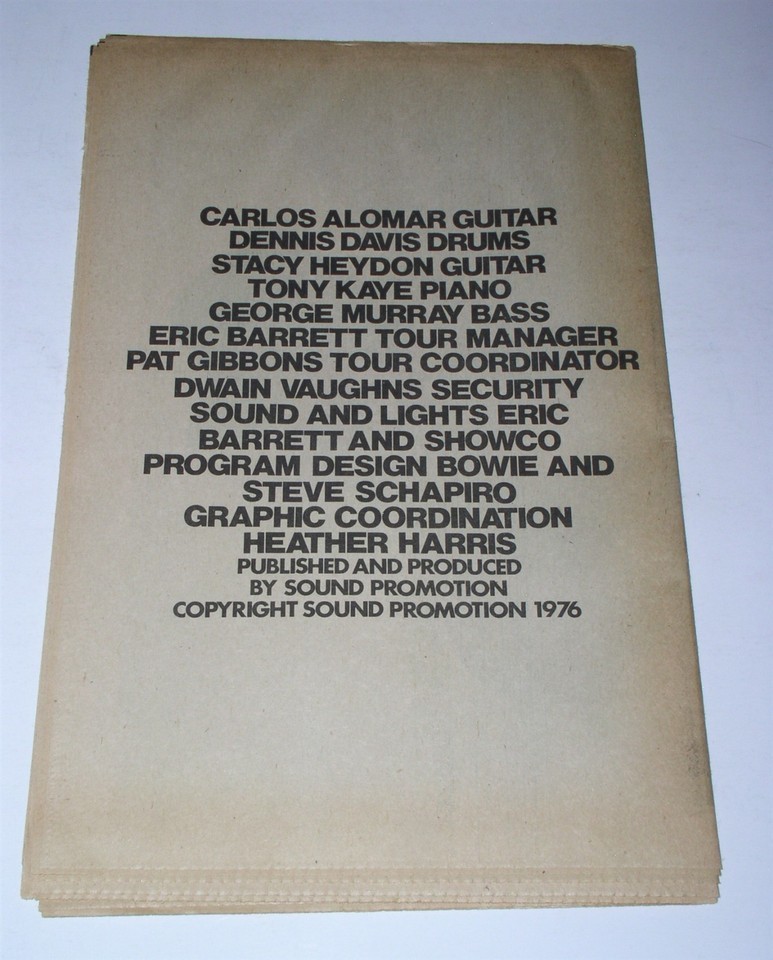 CARLOS ALOMAR GUITAR
DENNIS DAVIS DRUMS
STACY HEYDON GUITAR
TONY KAYE PIANO
GEORGE MURRAY BASS
ERIC BARRETT TOUR MANAGER
PAT GIBBONS TOUR COORDINATOR
DWAIN VAUGHNS SECURITY
SOUND AND LIGHTS ERIC
BARRETT AND SHOWCO
PROGRAM DESIGN BOWIE AND
STEVE SCHAPIRO
GRAPHIC COORDINATION
HEATHER HARRIS
PUBLISHED AND PRODUCED
BY SOUND PROMOTION
COPYRIGHT SOUND PROMOTION 1976